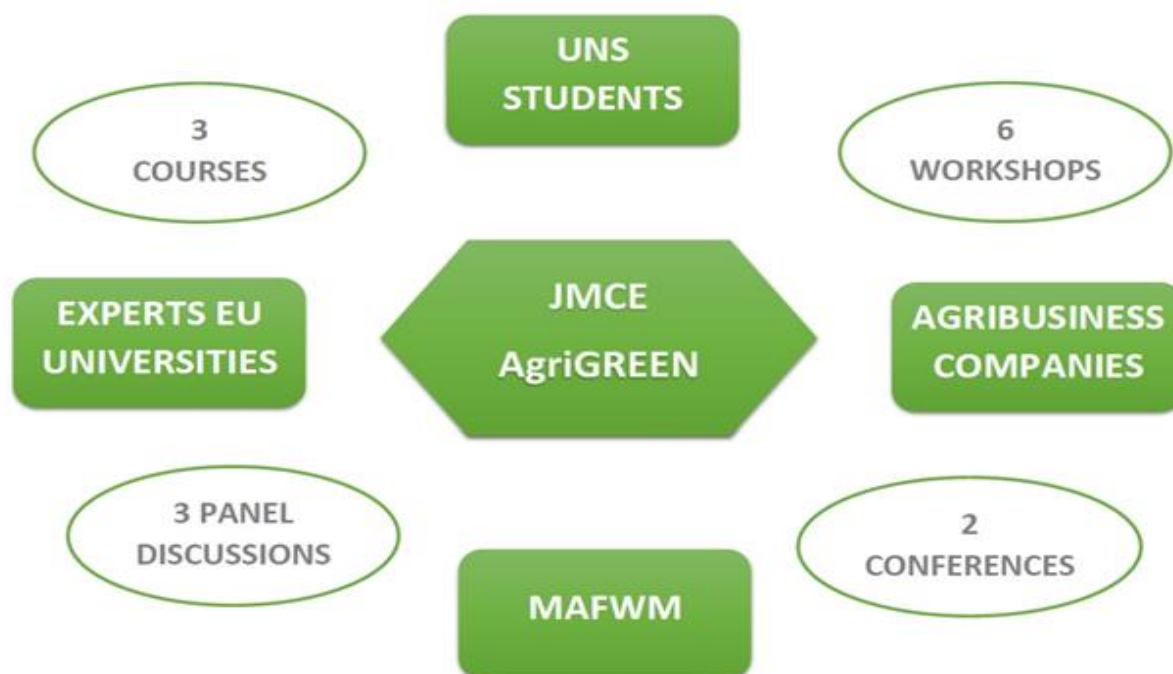 UNS
STUDENTS
3
COURSES
6
WORKSHOPS
EXPERTS EU
UNIVERSITIES
JMCE
AgriGREEN
AGRIBUSINESS
COMPANIES
3 PANEL
DISCUSSIONS
2
CONFERENCES
MAFWM